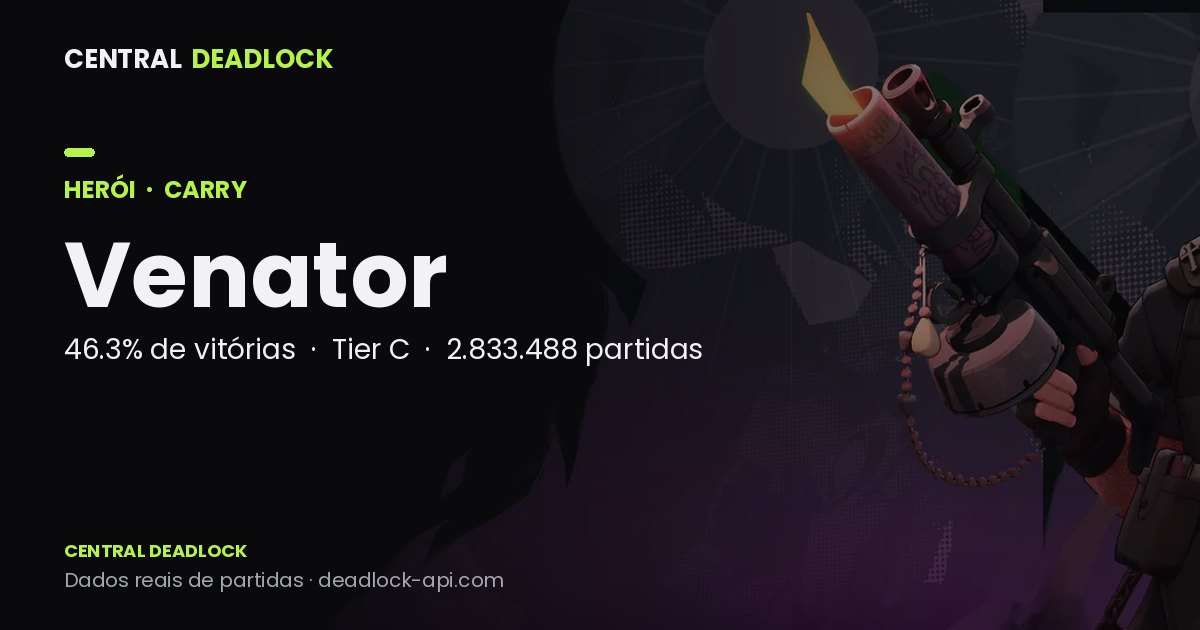 CENTRAL DEADLOCK
HERÓI · CARRY
Venator
46.3% de vitórias · Tier C · 2.833.488 partidas
CENTRAL DEADLOCK
Dados reais de partidas · deadlock-api.com